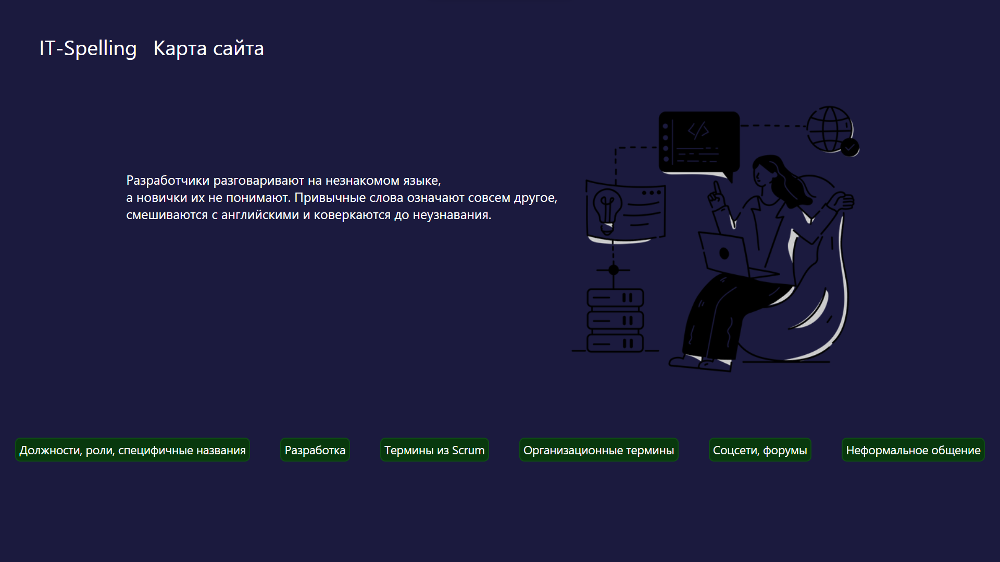 IT-Spelling Карта сайта
Разработчики разговаривают на незнакомом языке,
а новички их не понимают. Привычные слова означают совсем другое,
смешиваются с английскими и коверкаются до неузнавания.
Должности, роли, специфичные названия
Разработка
Термины из Scrum
Организационные термины
Соцсети, форумы
Неформальное общение